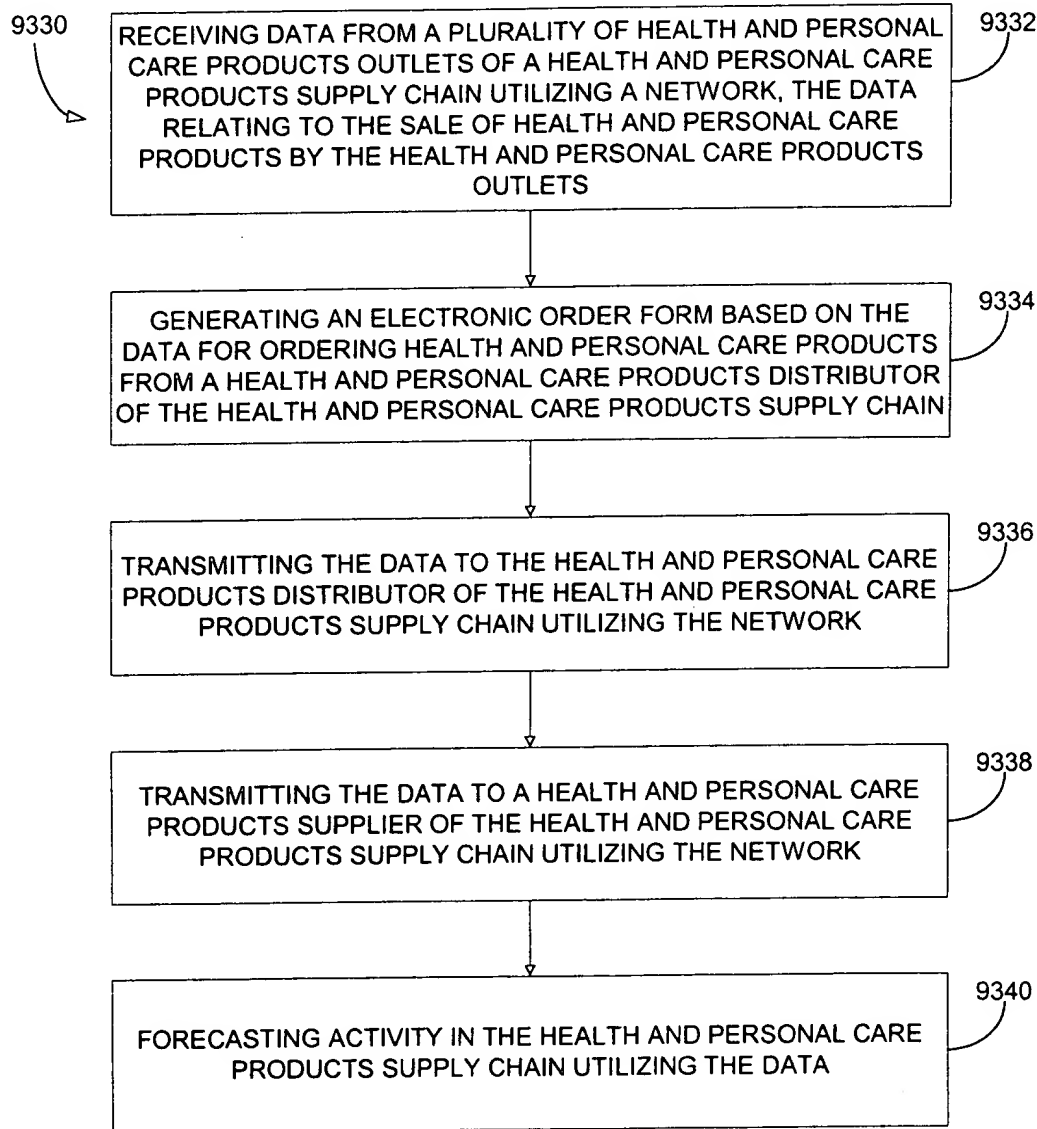 9330
9332
RECEIVING DATA FROM A PLURALITY OF HEALTH AND PERSONAL
CARE PRODUCTS OUTLETS OF A HEALTH AND PERSONAL CARE
PRODUCTS SUPPLY CHAIN UTILIZING A NETWORK, THE DATA
RELATING TO THE SALE OF HEALTH AND PERSONAL CARE
PRODUCTS BY THE HEALTH AND PERSONAL CARE PRODUCTS
OUTLETS
9334
GENERATING AN ELECTRONIC ORDER FORM BASED ON THE
DATA FOR ORDERING HEALTH AND PERSONAL CARE PRODUCTS
FROM A HEALTH AND PERSONAL CARE PRODUCTS DISTRIBUTOR
OF THE HEALTH AND PERSONAL CARE PRODUCTS SUPPLY CHAIN
9336
TRANSMITTING THE DATA TO THE HEALTH AND PERSONAL CARE
PRODUCTS DISTRIBUTOR OF THE HEALTH AND PERSONAL CARE
PRODUCTS SUPPLY CHAIN UTILIZING THE NETWORK
9338
TRANSMITTING THE DATA TO A HEALTH AND PERSONAL CARE
PRODUCTS SUPPLIER OF THE HEALTH AND PERSONAL CARE
PRODUCTS SUPPLY CHAIN UTILIZING THE NETWORK
9340
FORECASTING ACTIVITY IN THE HEALTH AND PERSONAL CARE
PRODUCTS SUPPLY CHAIN UTILIZING THE DATA